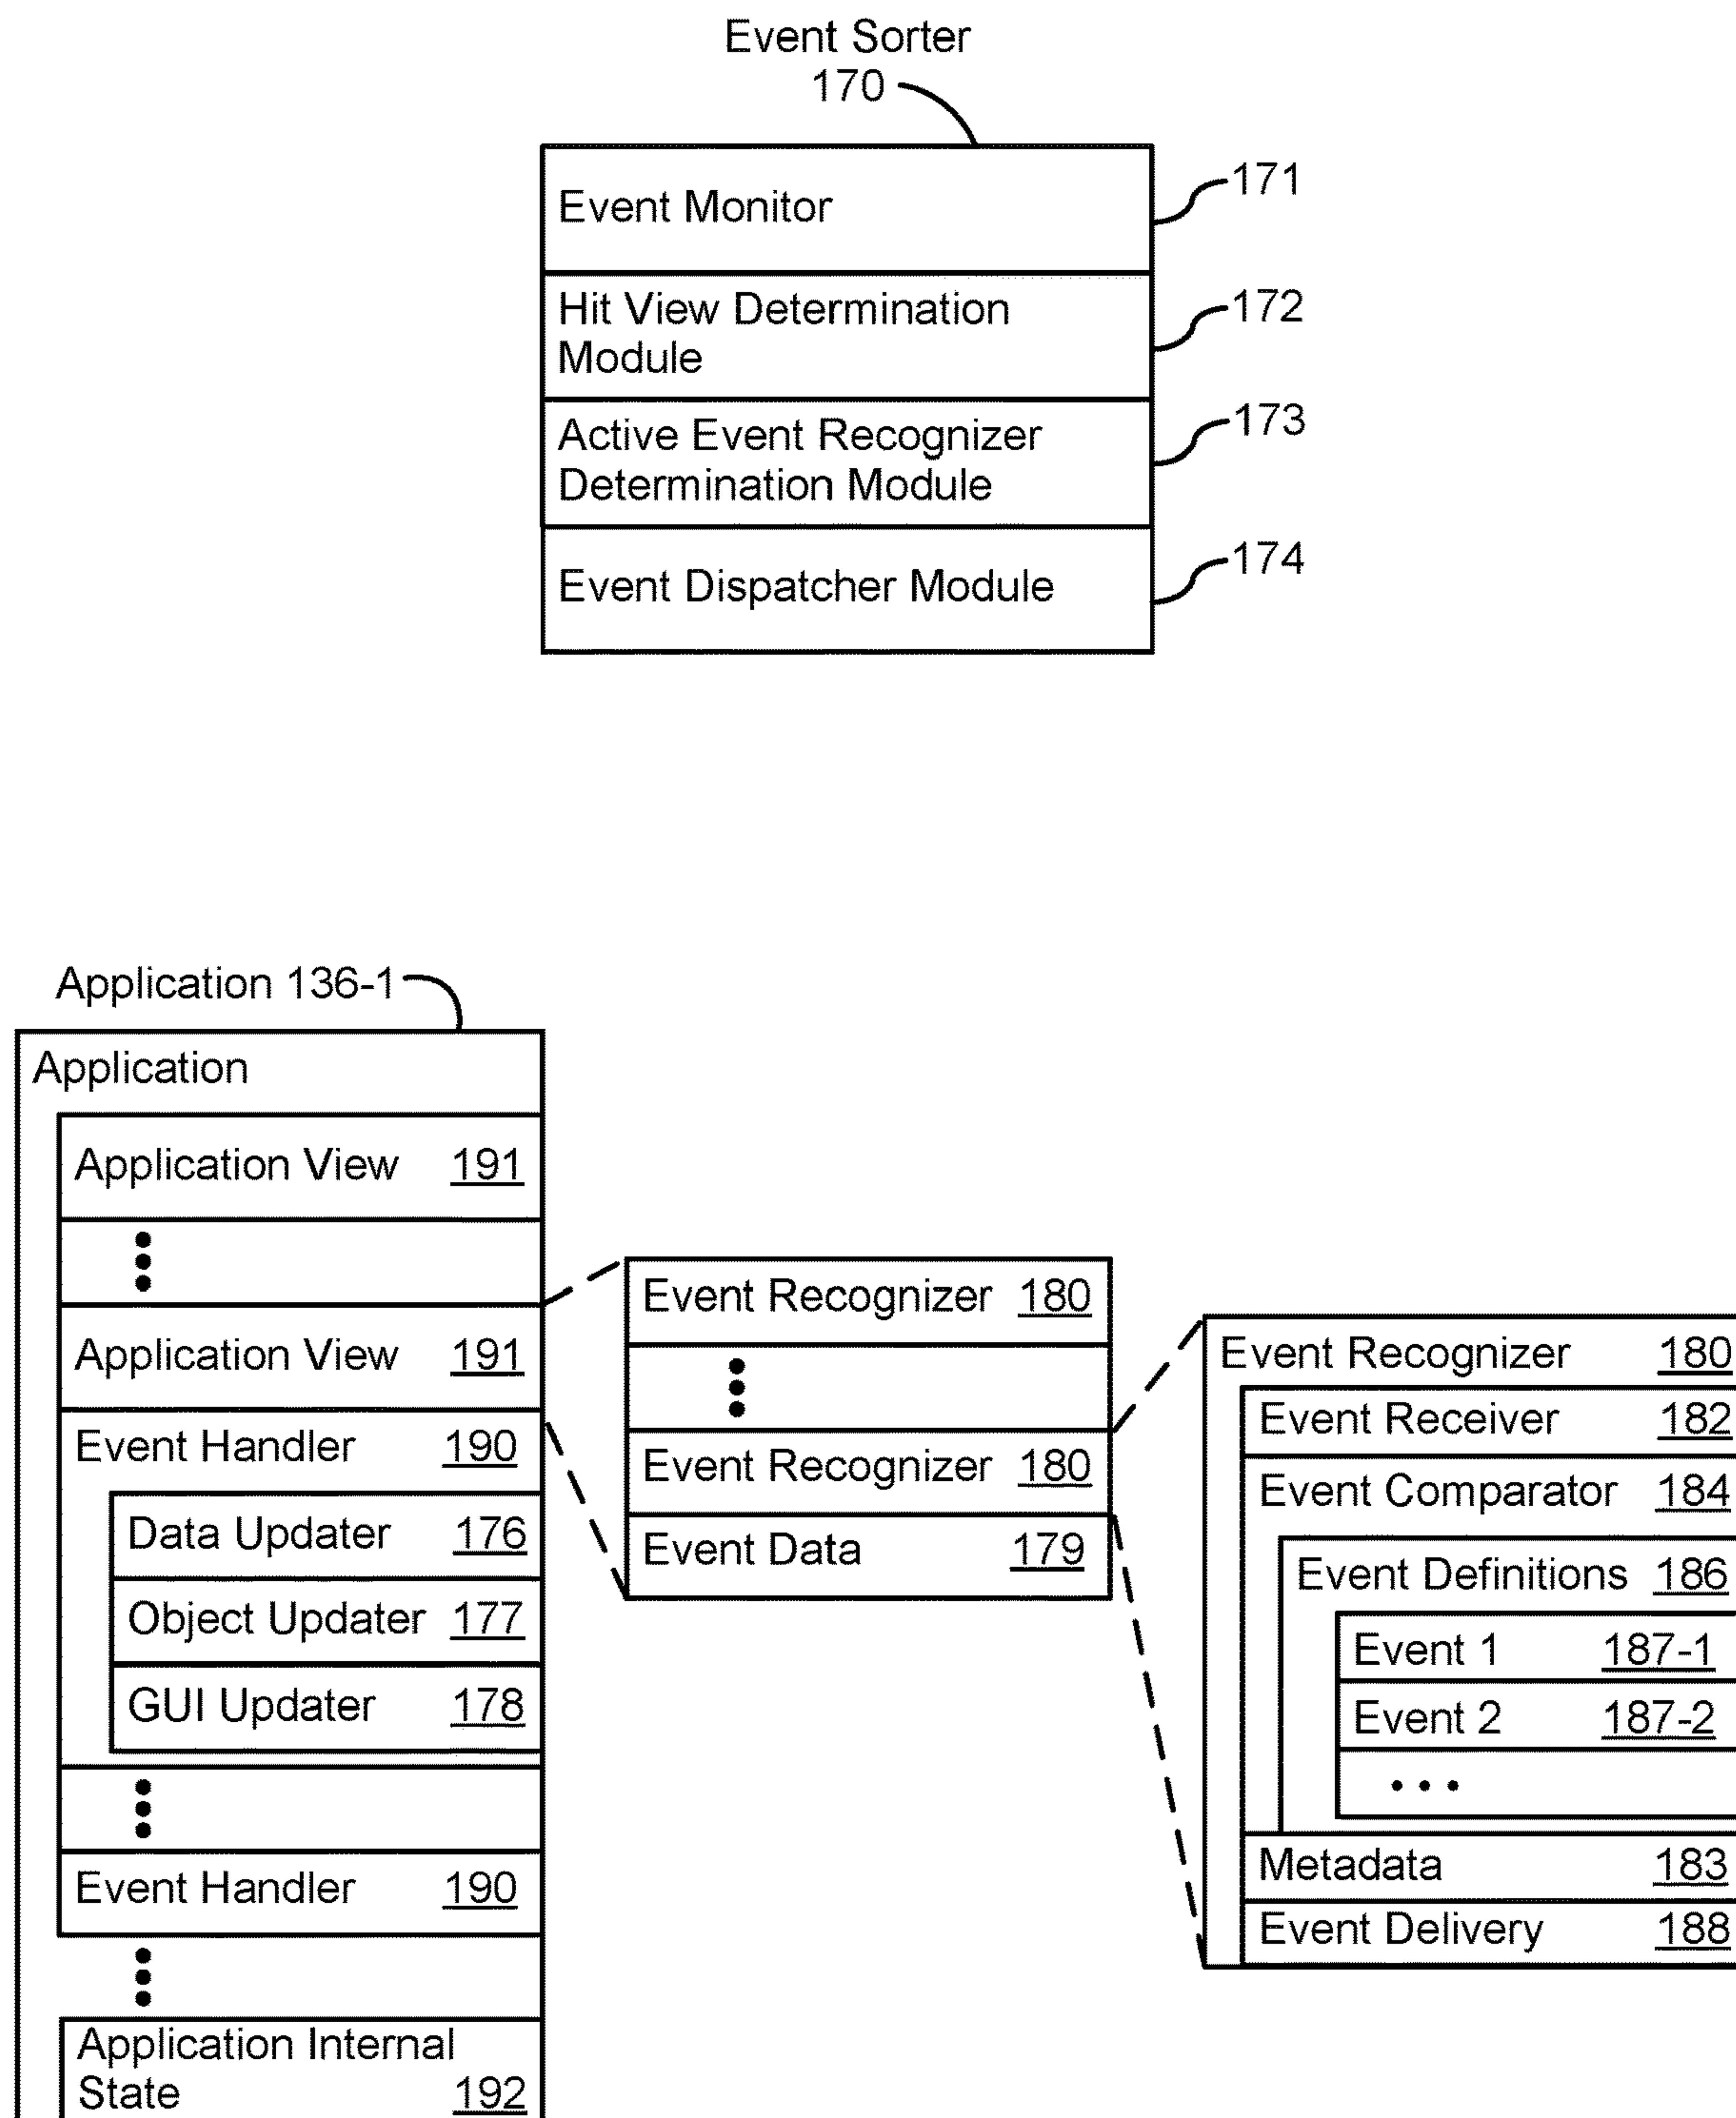 Event Sorter
170
Event Monitor
171
Hit View Determination
Module
172
Active Event Recognizer
Determination Module
173
Event Dispatcher Module
174
Application 136-1
Application
Application View 191
Application View 191
Event Handler 190
Data Updater 176
Object Updater 177
GUI Updater 178
Event Handler 190
Application Internal
State 192
Event Recognizer 180
Event Recognizer 180
Event Data 179
Event Recognizer 180
Event Receiver 182
Event Comparator 184
Event Definitions 186
Event 1 187-1
Event 2 187-2
Metadata 183
Event Delivery 188